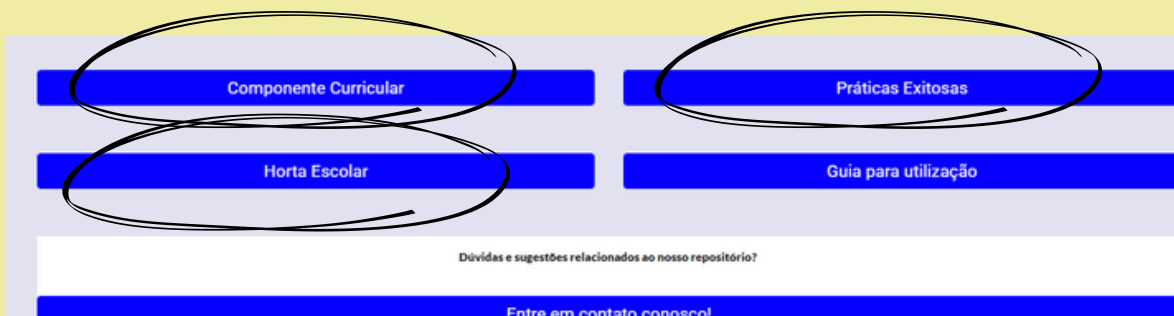 Componente Curricular
Práticas Exitosas
Horta Escolar
Guia para utilização
Dúvidas e sugestões relacionados ao nosso repositório?
Entre em contato conosco!